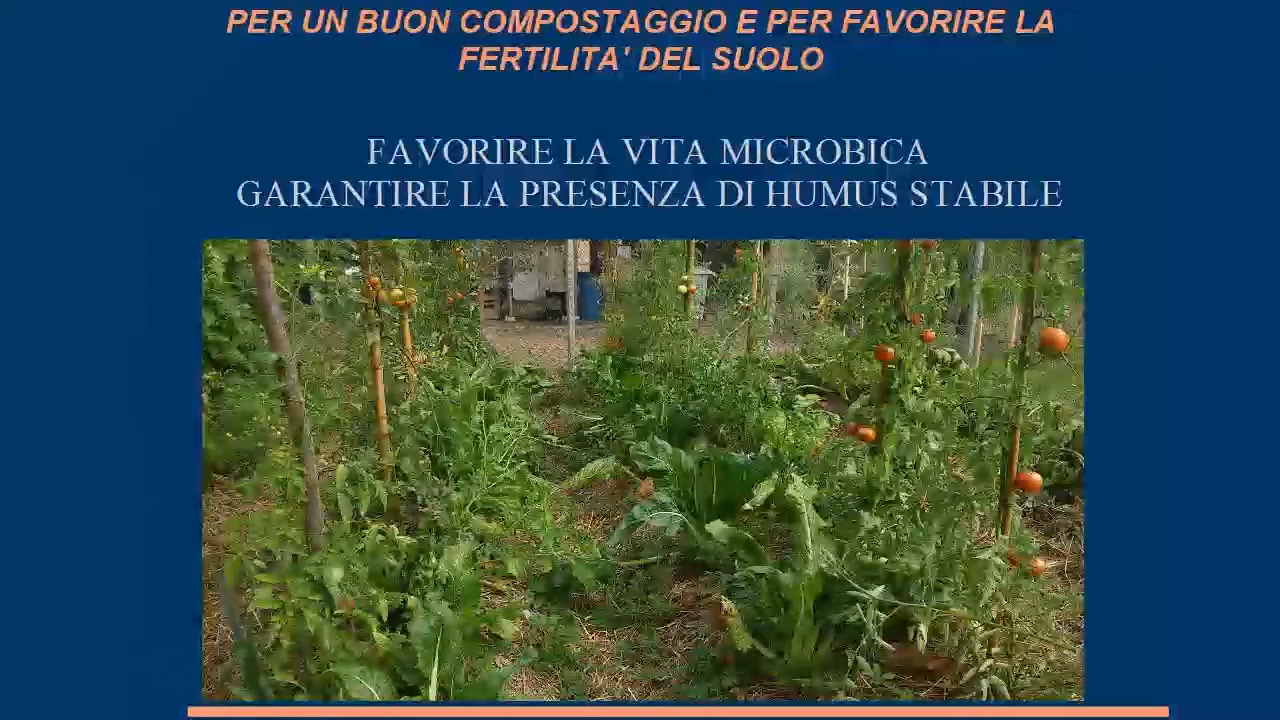 PER UN BUON COMPOSTAGGIO E PER FAVORIRE LA
FERTILITA' DEL SUOLO
FAVORIRE LA VITA MICROBICA
GARANTIRE LA PRESENZA DI HUMUS STABILE